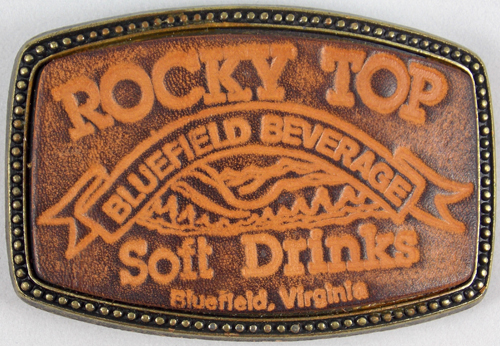 ROCKY TOP
BLUEFIELD BEVERAGE
Soft Drinks
Bluefield, Virginia